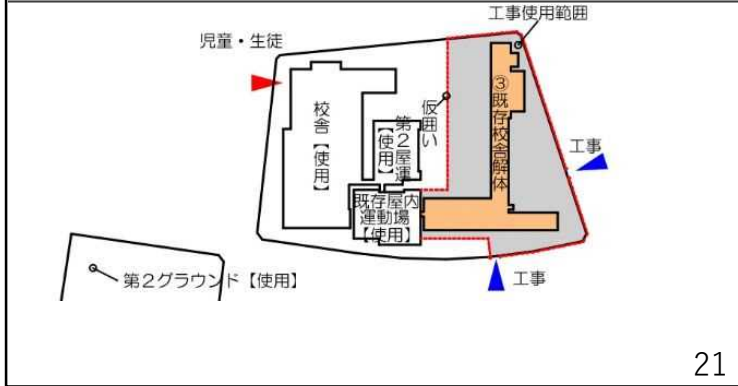 工事使用範囲
児童・生徒
校舎【使用】
第2屋運
【使用】
仮囲い
③既存校舎解体
工事
既存屋内
運動場
【使用】
第2グラウンド【使用】
工事
21